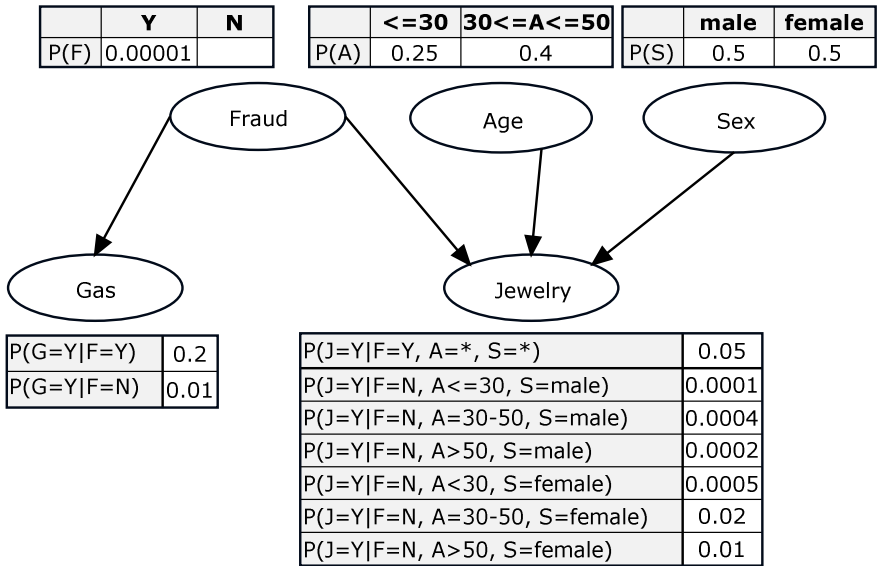 Y N
P(F) 0.00001
<=30 30<=A<=50
P(A) 0.25 0.4
male female
P(S) 0.5 0.5
Fraud
Age
Sex
Gas
Jewelry
P(G=Y|F=Y) 0.2
P(G=Y|F=N) 0.01
P(J=Y|F=Y, A=*, S=*) 0.05
P(J=Y|F=N, A<=30, S=male) 0.0001
P(J=Y|F=N, A=30-50, S=male) 0.0004
P(J=Y|F=N, A>50, S=male) 0.0002
P(J=Y|F=N, A<30, S=female) 0.0005
P(J=Y|F=N, A=30-50, S=female) 0.02
P(J=Y|F=N, A>50, S=female) 0.01